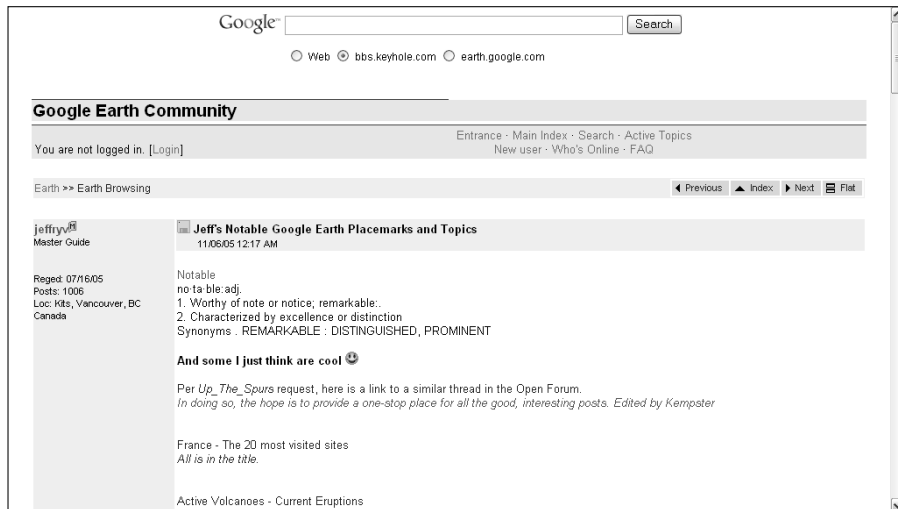 Google™ Search
Web bbs.keyhole.com earth.google.com
Google Earth Community
Entrance · Main Index · Search · Active Topics
You are not logged in. [Login] New user · Who's Online · FAQ
Earth >> Earth Browsing Previous Index Next Flat
jeffryv
Master Guide
Reged: 07/16/05
Posts: 1006
Loc: Kits, Vancouver, BC
Canada
Jeff's Notable Google Earth Placemarks and Topics
11/06/05 12:17 AM
Notable
no·ta·ble:adj.
1. Worthy of note or notice; remarkable:.
2. Characterized by excellence or distinction
Synonyms . REMARKABLE : DISTINGUISHED, PROMINENT
And some I just think are cool
Per Up_The_Spurs request, here is a link to a similar thread in the Open Forum.
In doing so, the hope is to provide a one-stop place for all the good, interesting posts. Edited by Kempster
France - The 20 most visited sites
All is in the title.
Active Volcanoes - Current Eruptions